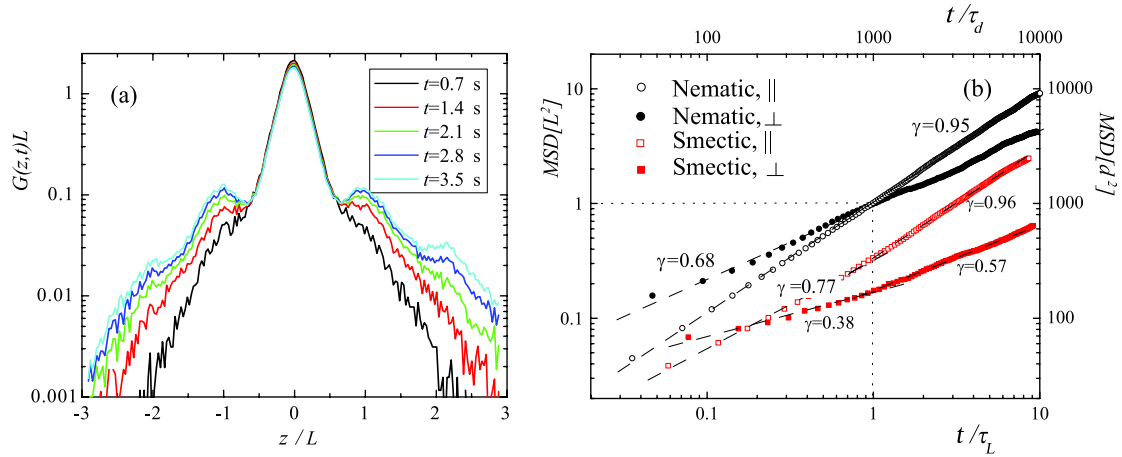 (a)
t=0.7 s
t=1.4 s
t=2.1 s
t=2.8 s
t=3.5 s
G(z,t)L
1
0.1
0.01
0.001
-3 -2 -1 0 1 2 3
z / L
t/τ_d
100 1000 10000
(b)
Nematic, ||
Nematic, ⊥
Smectic, ||
Smectic, ⊥
MSD[L²]
10
1
0.1
MSD[d²]
10000
1000
100
γ=0.95
γ=0.96
γ=0.68
γ=0.77
γ=0.57
γ=0.38
0.1 1 10
t/τ_L